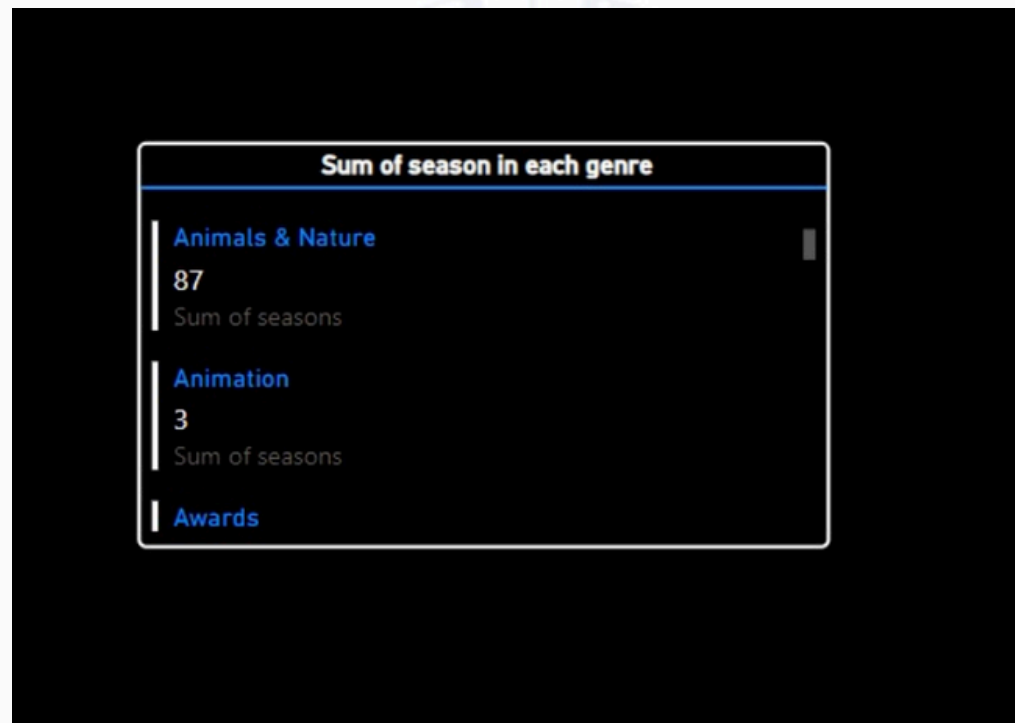 Sum of season in each genre
Animals & Nature
87
Sum of seasons
Animation
3
Sum of seasons
Awards